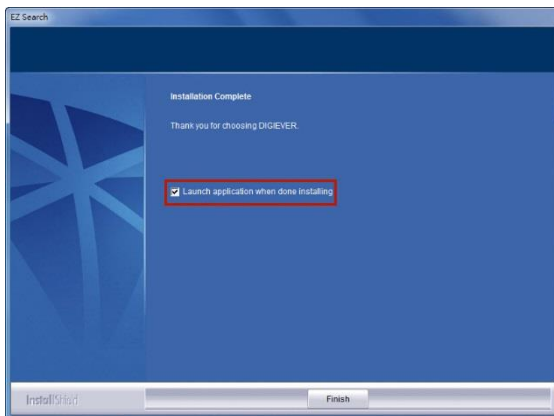 EZ Search
Installation Complete
Thank you for choosing DIGIEVER.
Launch application when done installing
InstallShield
Finish